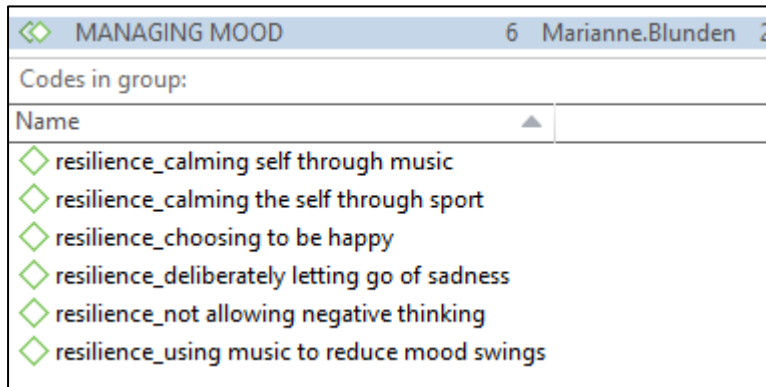 MANAGING MOOD 6 Marianne.Blunden 2
Codes in group:
Name
resilience_calming self through music
resilience_calming the self through sport
resilience_choosing to be happy
resilience_deliberately letting go of sadness
resilience_not allowing negative thinking
resilience_using music to reduce mood swings